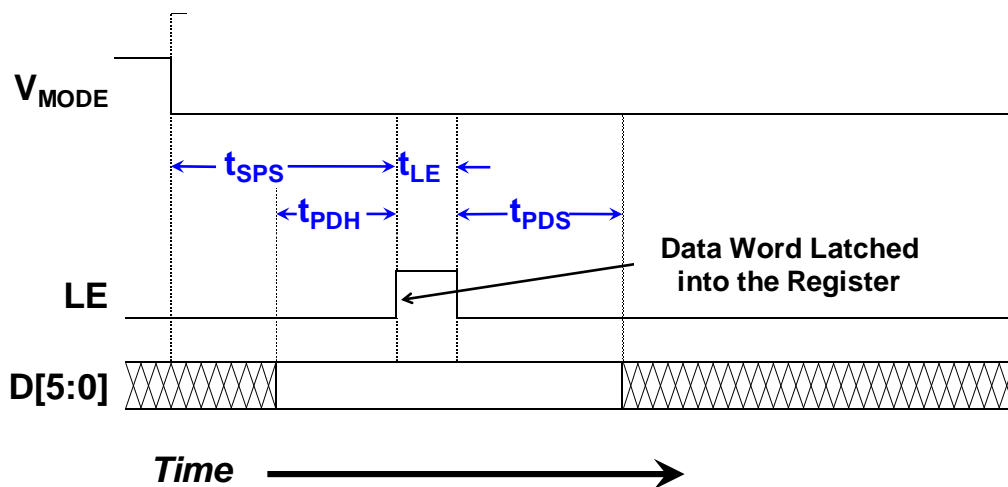 VMODE
tSPS tLE
tPDH tPDS
Data Word Latched
into the Register
LE
D[5:0]
Time